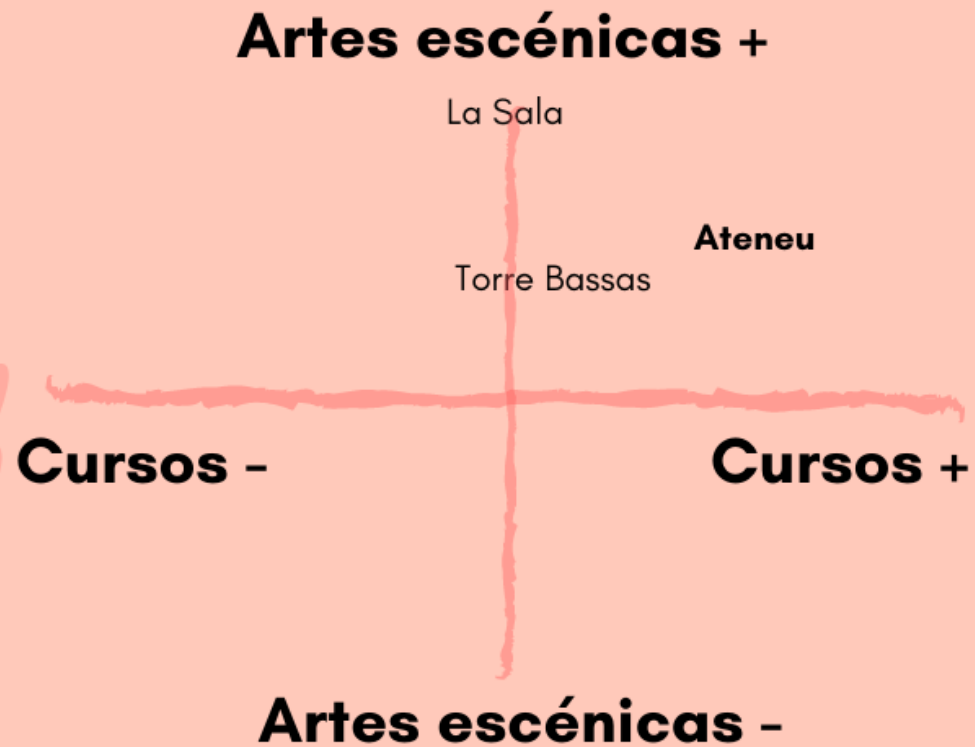 Artes escénicas +
La Sala
Ateneu
Torre Bassas
Cursos -
Cursos +
Artes escénicas -